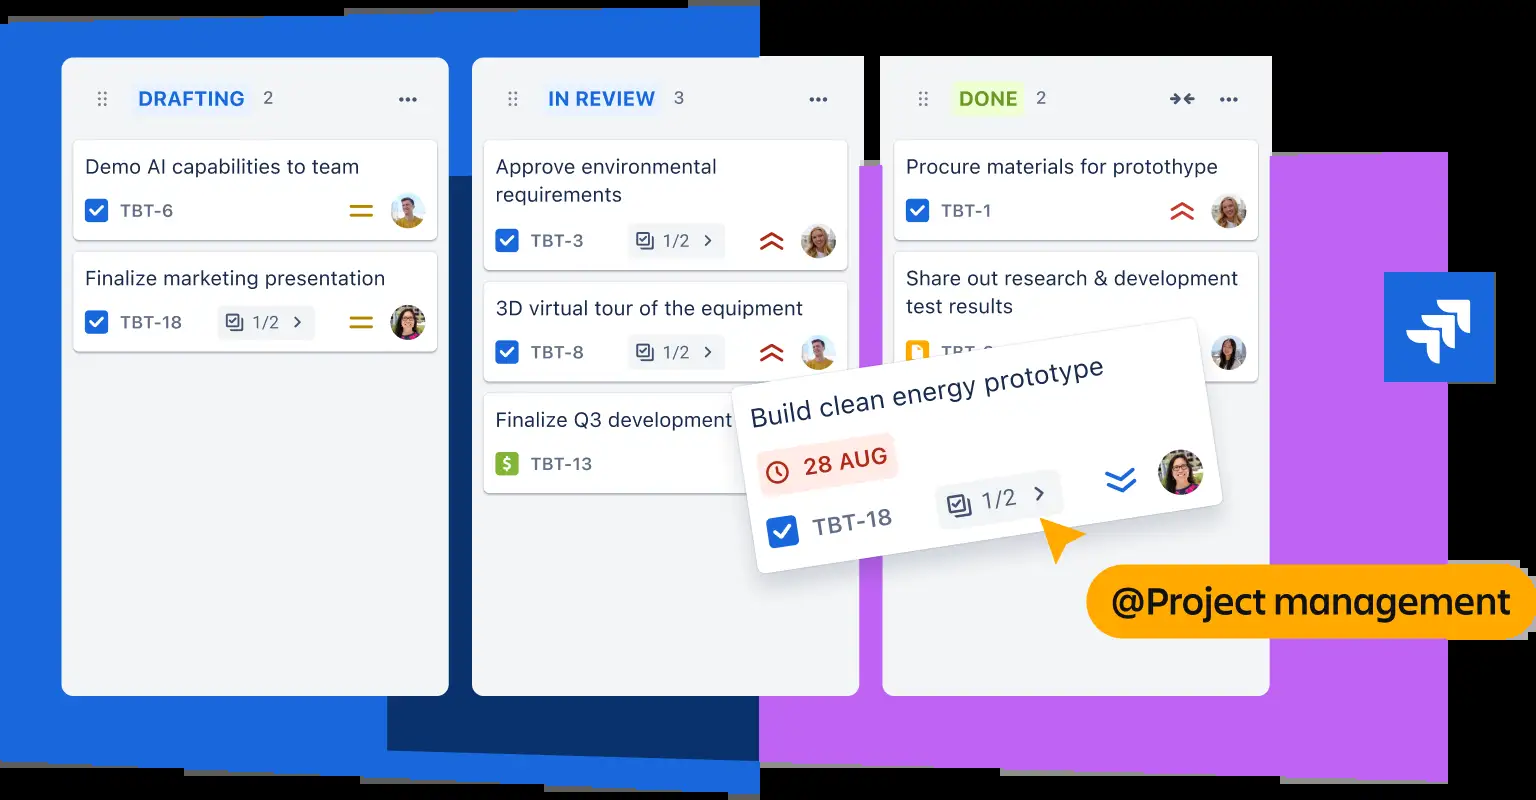 DRAFTING 2
Demo AI capabilities to team
TBT-6
Finalize marketing presentation
TBT-18 1/2
IN REVIEW 3
Approve environmental
requirements
TBT-3 1/2
3D virtual tour of the equipment
TBT-8 1/2
Finalize Q3 development
TBT-13
DONE 2
Procure materials for protothype
TBT-1
Share out research & development
test results
Build clean energy prototype
28 AUG
TBT-18 1/2
@Project management